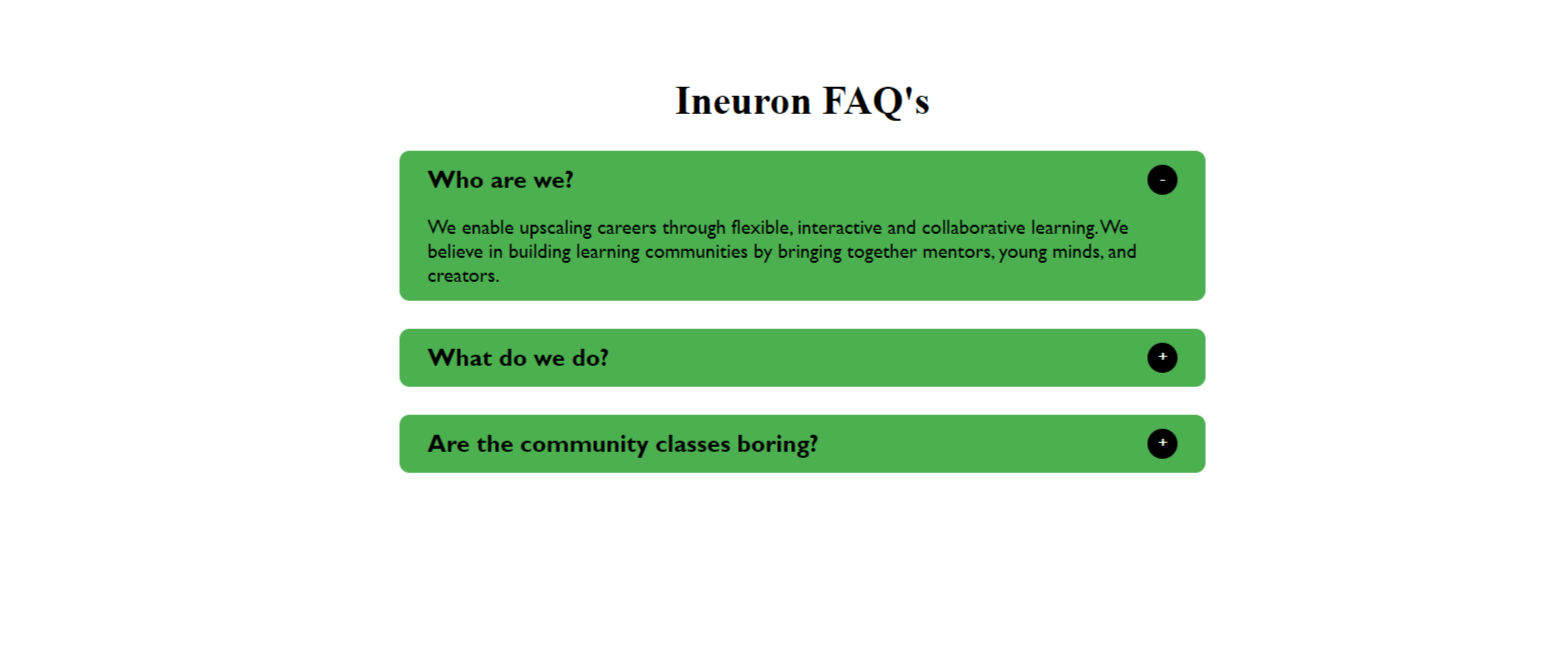 Ineuron FAQ's
Who are we?
-
We enable upscaling careers through flexible, interactive and collaborative learning. We
believe in building learning communities by bringing together mentors, young minds, and
creators.
What do we do?
+
Are the community classes boring?
+